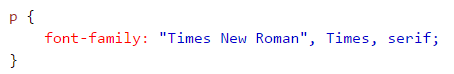 p {
    font-family: "Times New Roman", Times, serif;
}